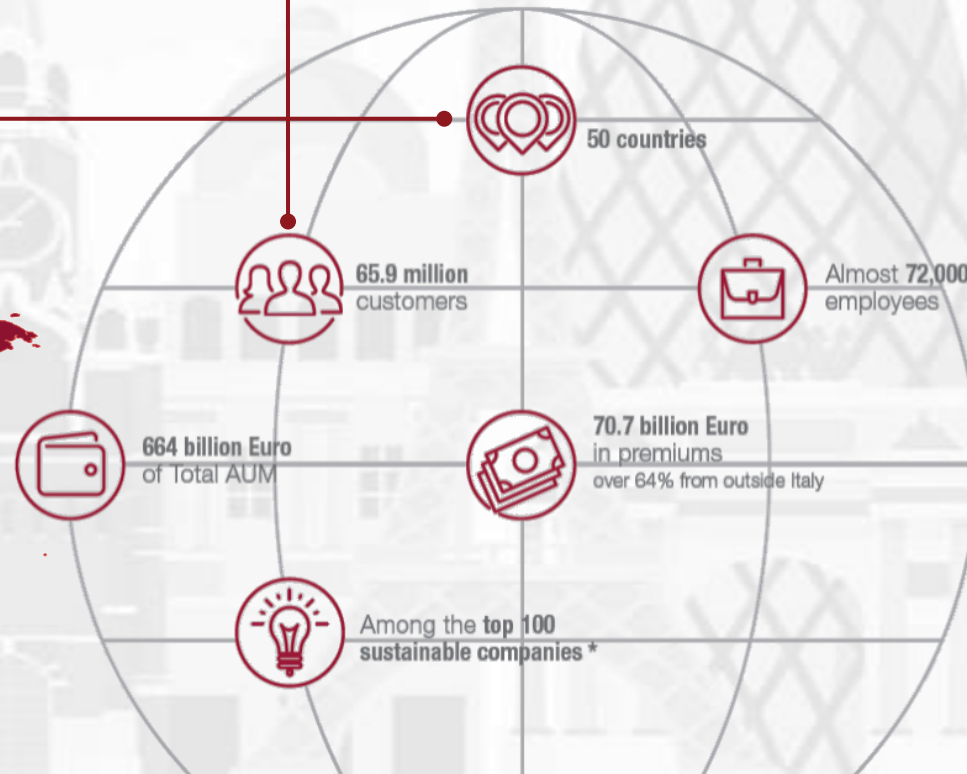 50 countries
65.9 million
customers
Almost 72,000
employees
664 billion Euro
of Total AUM
70.7 billion Euro
in premiums
over 64% from outside Italy
Among the top 100
sustainable companies *